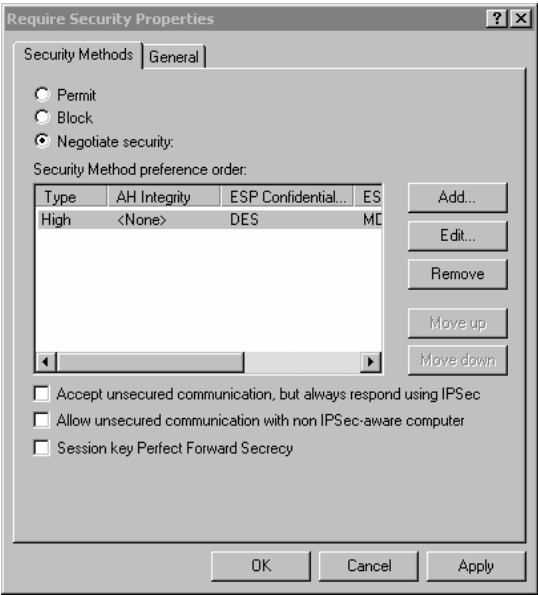 Require Security Properties
Security Methods General
Permit
Block
Negotiate security:
Security Method preference order:
Type AH Integrity ESP Confidential... ES
High <None> DES MD
Add...
Edit...
Remove
Move up
Move down
Accept unsecured communication, but always respond using IPSec
Allow unsecured communication with non IPSec-aware computer
Session key Perfect Forward Secrecy
OK Cancel Apply